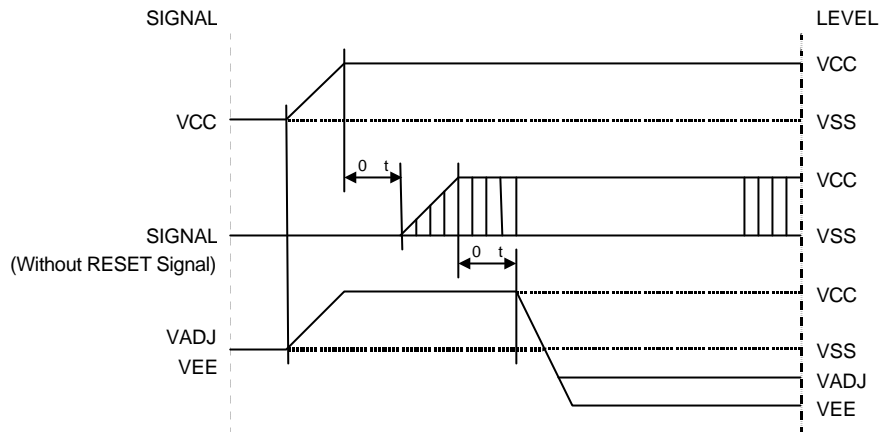 SIGNAL LEVEL
VCC
VCC VSS
0 t
VCC
SIGNAL VSS
(Without RESET Signal)
0 t
VCC
VADJ VSS
VEE
VADJ
VEE